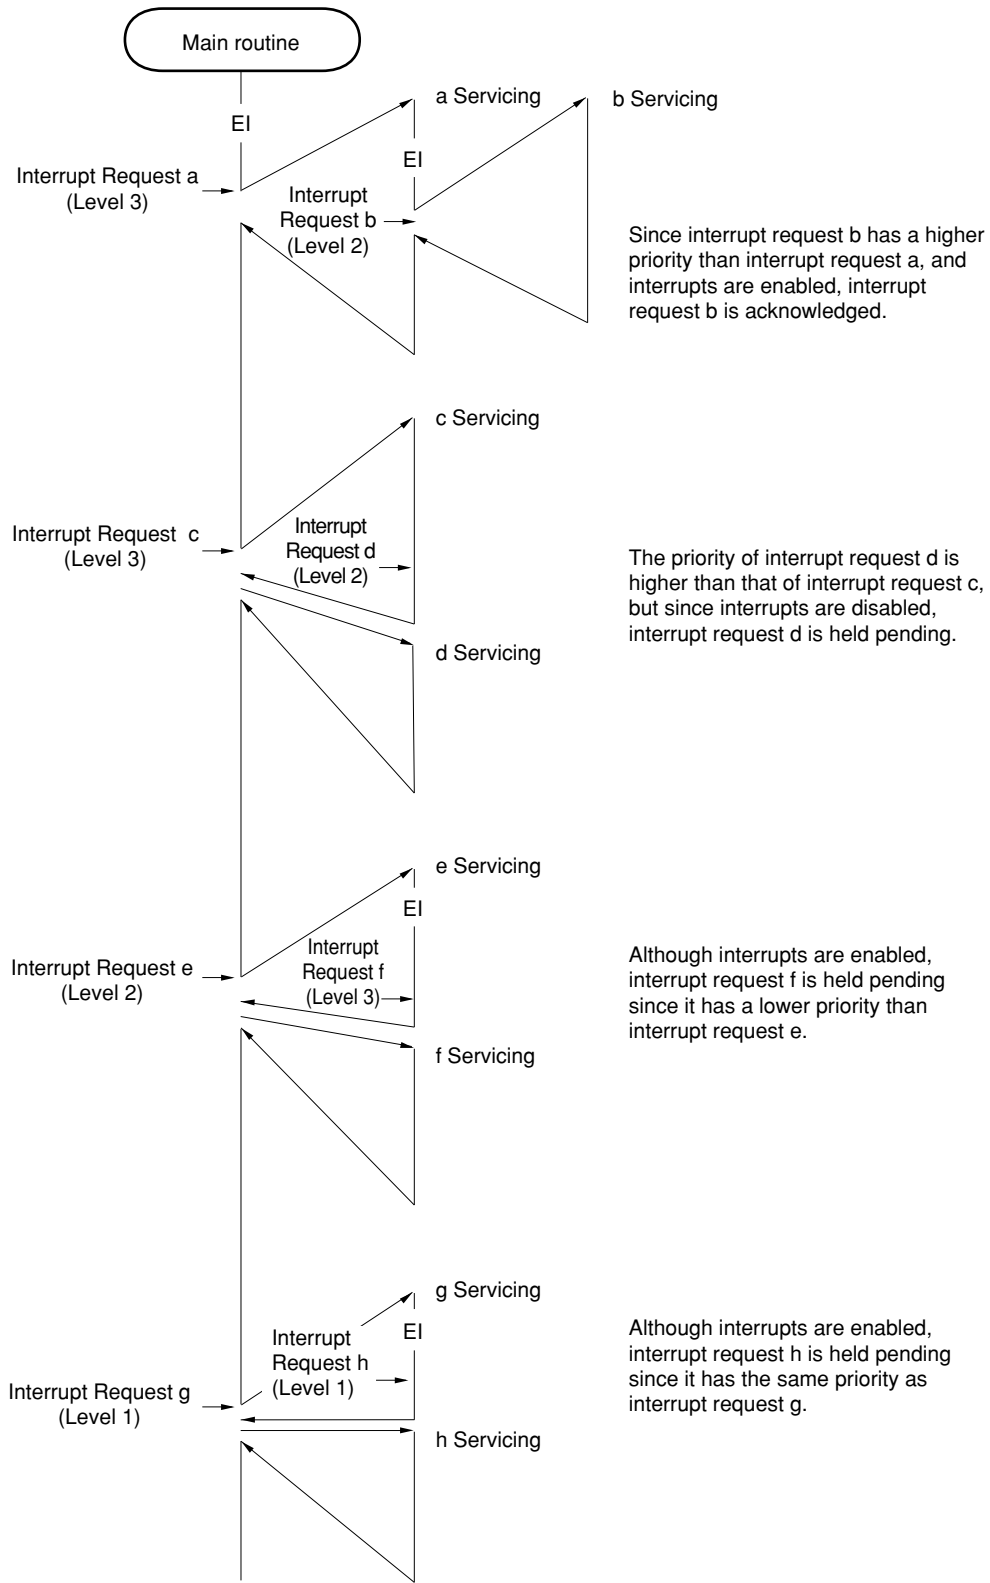 Main routine
EI
a Servicing
b Servicing
EI
Interrupt Request a
(Level 3)
Interrupt
Request b
(Level 2)
Since interrupt request b has a higher
priority than interrupt request a, and
interrupts are enabled, interrupt
request b is acknowledged.
c Servicing
Interrupt Request c
(Level 3)
Interrupt
Request d
(Level 2)
The priority of interrupt request d is
higher than that of interrupt request c,
but since interrupts are disabled,
interrupt request d is held pending.
d Servicing
e Servicing
EI
Interrupt Request e
(Level 2)
Interrupt
Request f
(Level 3)
Although interrupts are enabled,
interrupt request f is held pending
since it has a lower priority than
interrupt request e.
f Servicing
g Servicing
EI
Interrupt
Request h
(Level 1)
Interrupt Request g
(Level 1)
Although interrupts are enabled,
interrupt request h is held pending
since it has the same priority as
interrupt request g.
h Servicing